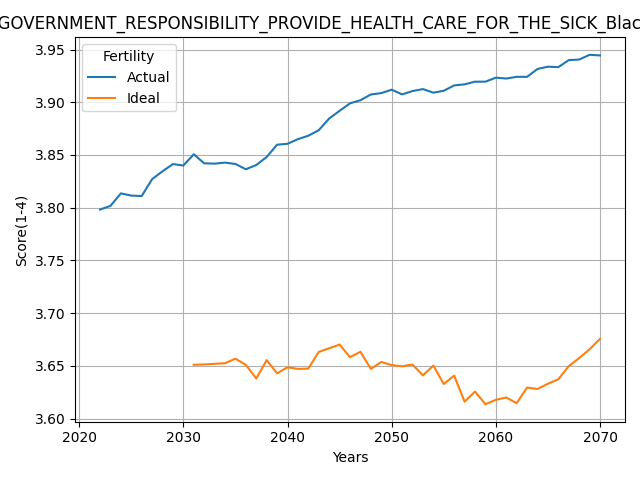 GOVERNMENT_RESPONSIBILITY_PROVIDE_HEALTH_CARE_FOR_THE_SICK_Blac
3.95
3.90
3.85
3.80
3.75
3.70
3.65
3.60
Score(1-4)
Fertility
Actual
Ideal
2020
2030
2040
2050
2060
2070
Years